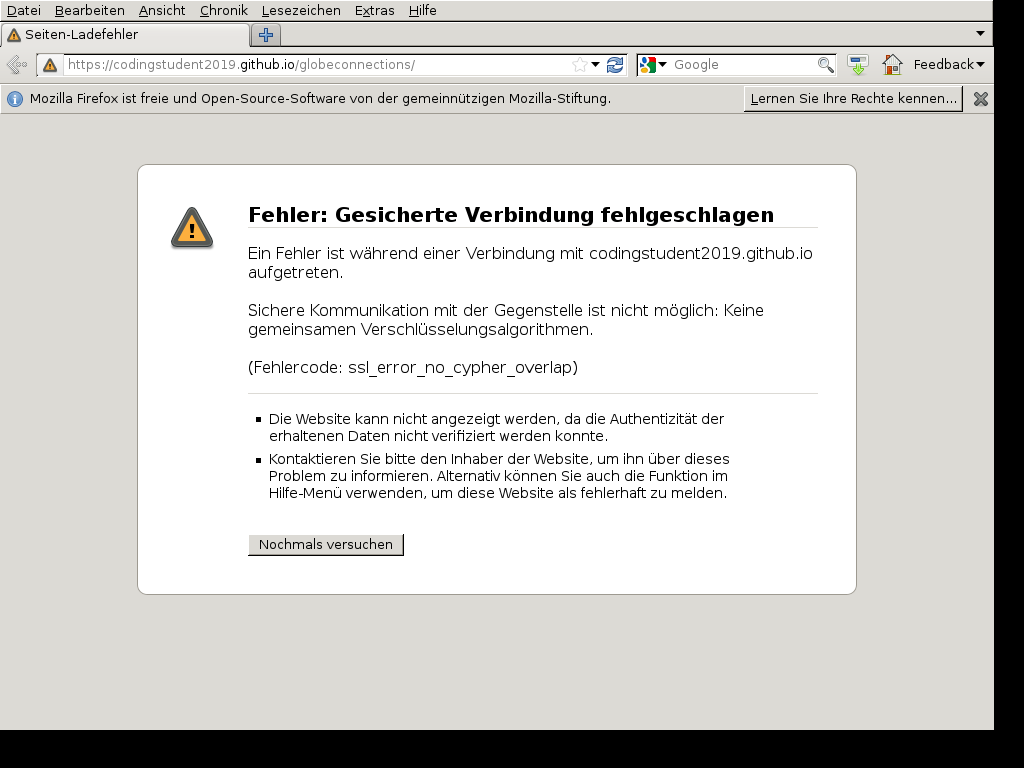 Datei Bearbeiten Ansicht Chronik Lesezeichen Extras Hilfe
Seiten-Ladefehler
https://codingstudent2019.github.io/globeconnections/
Google
Feedback
Mozilla Firefox ist freie und Open-Source-Software von der gemeinnützigen Mozilla-Stiftung.
Lernen Sie Ihre Rechte kennen...
Fehler: Gesicherte Verbindung fehlgeschlagen
Ein Fehler ist während einer Verbindung mit codingstudent2019.github.io
aufgetreten.
Sichere Kommunikation mit der Gegenstelle ist nicht möglich: Keine
gemeinsamen Verschlüsselungsalgorithmen.
(Fehlercode: ssl_error_no_cypher_overlap)
Die Website kann nicht angezeigt werden, da die Authentizität der
erhaltenen Daten nicht verifiziert werden konnte.
Kontaktieren Sie bitte den Inhaber der Website, um ihn über dieses
Problem zu informieren. Alternativ können Sie auch die Funktion im
Hilfe-Menü verwenden, um diese Website als fehlerhaft zu melden.
Nochmals versuchen